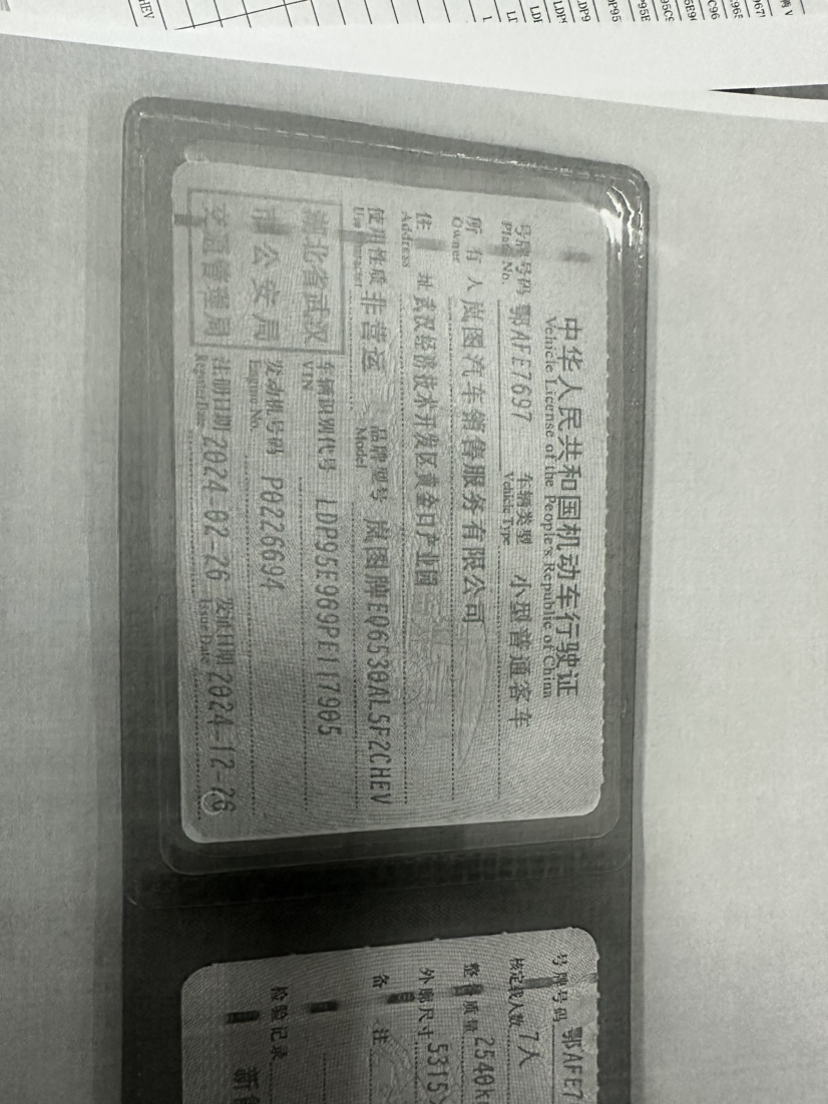 中华人民共和国机动车行驶证
Vehicle License of the People's Republic of China
号牌号码 鄂AFE7697 车辆类型 小型普通客车
Plate No. Vehicle Type
所有人 岚图汽车销售服务有限公司
Owner
住址 武汉经济技术开发区黄金口产业园
Address
使用性质 非营运 品牌型号 岚图牌EQ6530AL5F2CHEV
Use Character Model
湖北省武汉
市公安局
交通管理局
车辆识别代号 LDP95E969PE117905
VIN
发动机号码 P0226694
Engine No.
注册日期 2024-02-26 发证日期 2024-12-26
Register Date Issue Date
号牌号码 鄂AFE7
核定载人数 7人
整备质量 2540k
外廓尺寸 5315X
备注
检验记录